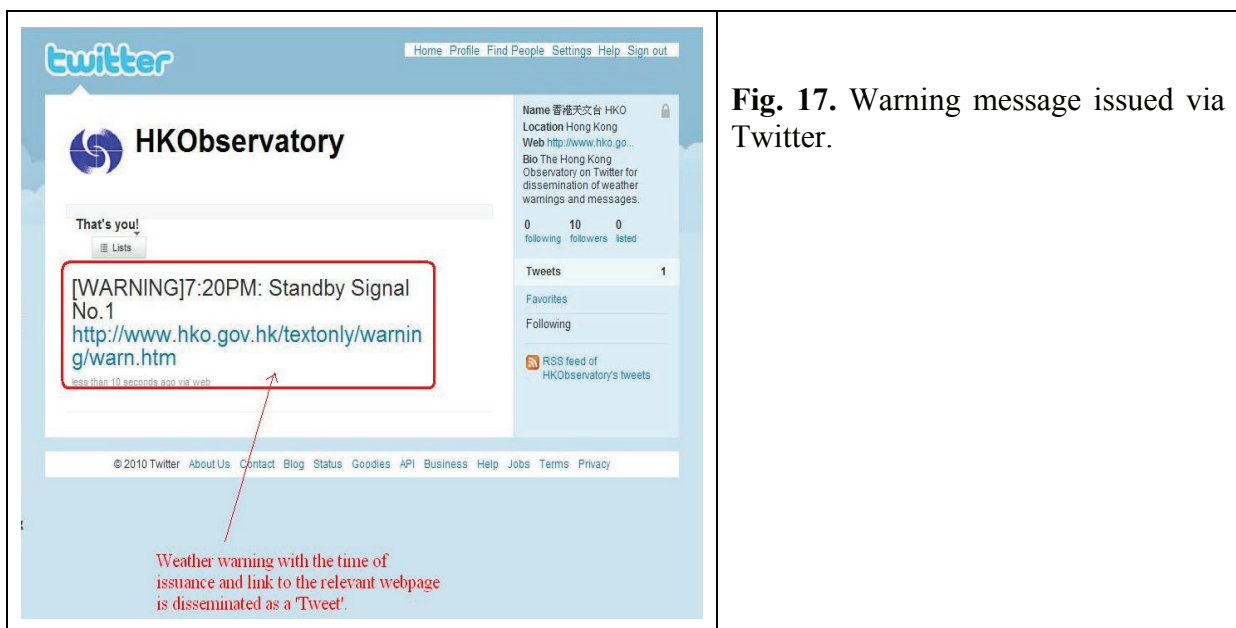 twitter
Home Profile Find People Settings Help Sign out
HKObservatory
That's you!
Lists
[WARNING]7:20PM: Standby Signal
No.1
http://www.hko.gov.hk/textonly/warnin
g/warn.htm
less than 10 seconds ago via web
Name 香港天文台 HKO
Location Hong Kong
Web http://www.hko.go...
Bio The Hong Kong
Observatory on Twitter for
dissemination of weather
warnings and messages.
0 10 0
following followers listed
Tweets 1
Favorites
Following
RSS feed of
HKObservatory's tweets
© 2010 Twitter About Us Contact Blog Status Goodies API Business Help Jobs Terms Privacy
Weather warning with the time of
issuance and link to the relevant webpage
is disseminated as a 'Tweet'.
Fig. 17. Warning message issued via
Twitter.